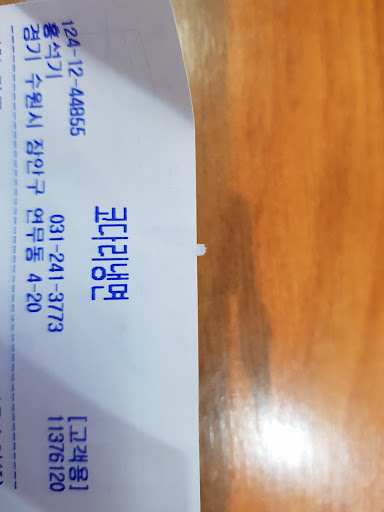 [고객용]
코다리냉면
124-12-44855 11376120
홍석기 031-241-3773
경기 수원시 장안구 연무동 4-20